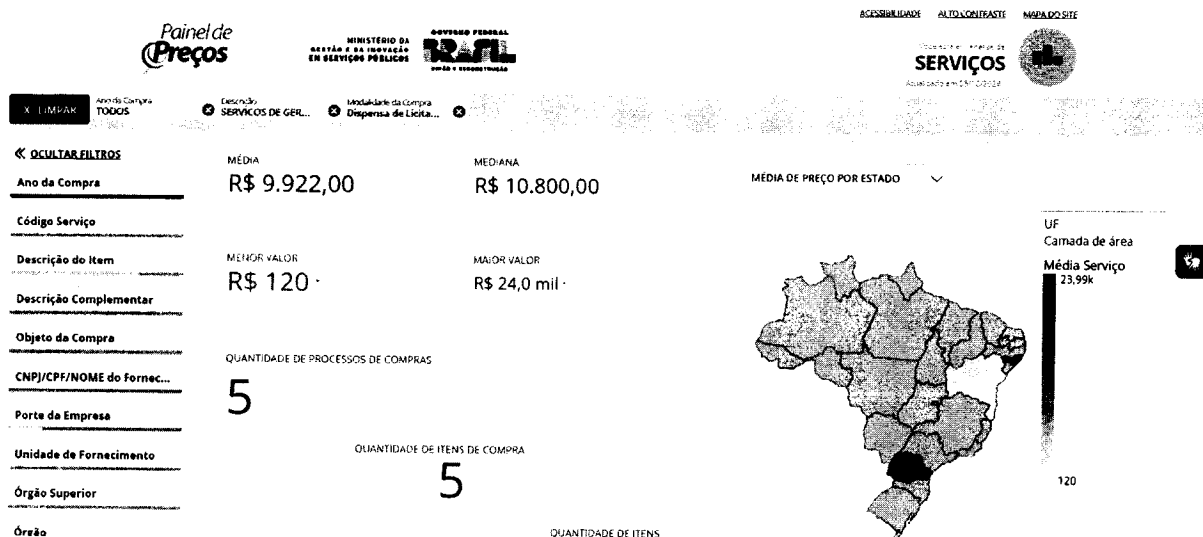 ACESSIBILIDADE ALTO CONTRASTE MAPA DO SITE
Painel de
Preços
MINISTÉRIO DA
GESTÃO E DA INOVAÇÃO
EM SERVIÇOS PÚBLICOS
GOVERNO FEDERAL
BRASIL
UNIÃO E RECONSTRUÇÃO
SERVIÇOS
X LIMPAR
Ano da Compra
TODOS
Descrição
SERVICOS DE GER...
Modalidade da Compra
Dispensa de Licita...
OCULTAR FILTROS
Ano da Compra
Código Serviço
Descrição do Item
Descrição Complementar
Objeto da Compra
CNPJ/CPF/NOME do Fornec...
Porte da Empresa
Unidade de Fornecimento
Órgão Superior
Órgão
MÉDIA
R$ 9.922,00
MEDIANA
R$ 10.800,00
MENOR VALOR
R$ 120
MAIOR VALOR
R$ 24,0 mil
QUANTIDADE DE PROCESSOS DE COMPRAS
5
QUANTIDADE DE ITENS DE COMPRA
5
QUANTIDADE DE ITENS
MÉDIA DE PREÇO POR ESTADO
UF
Camada de área
Média Serviço
23,99k
120